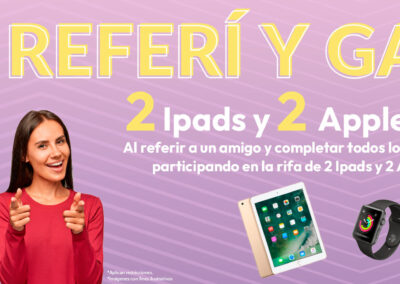 REFERÍ Y GA
2 Ipads y 2 Apple
Al referir a un amigo y completar todos lo
participando en la rifa de 2 Ipads y 2 A
*Aplican restricciones.
*Imágenes con fines ilustrativos